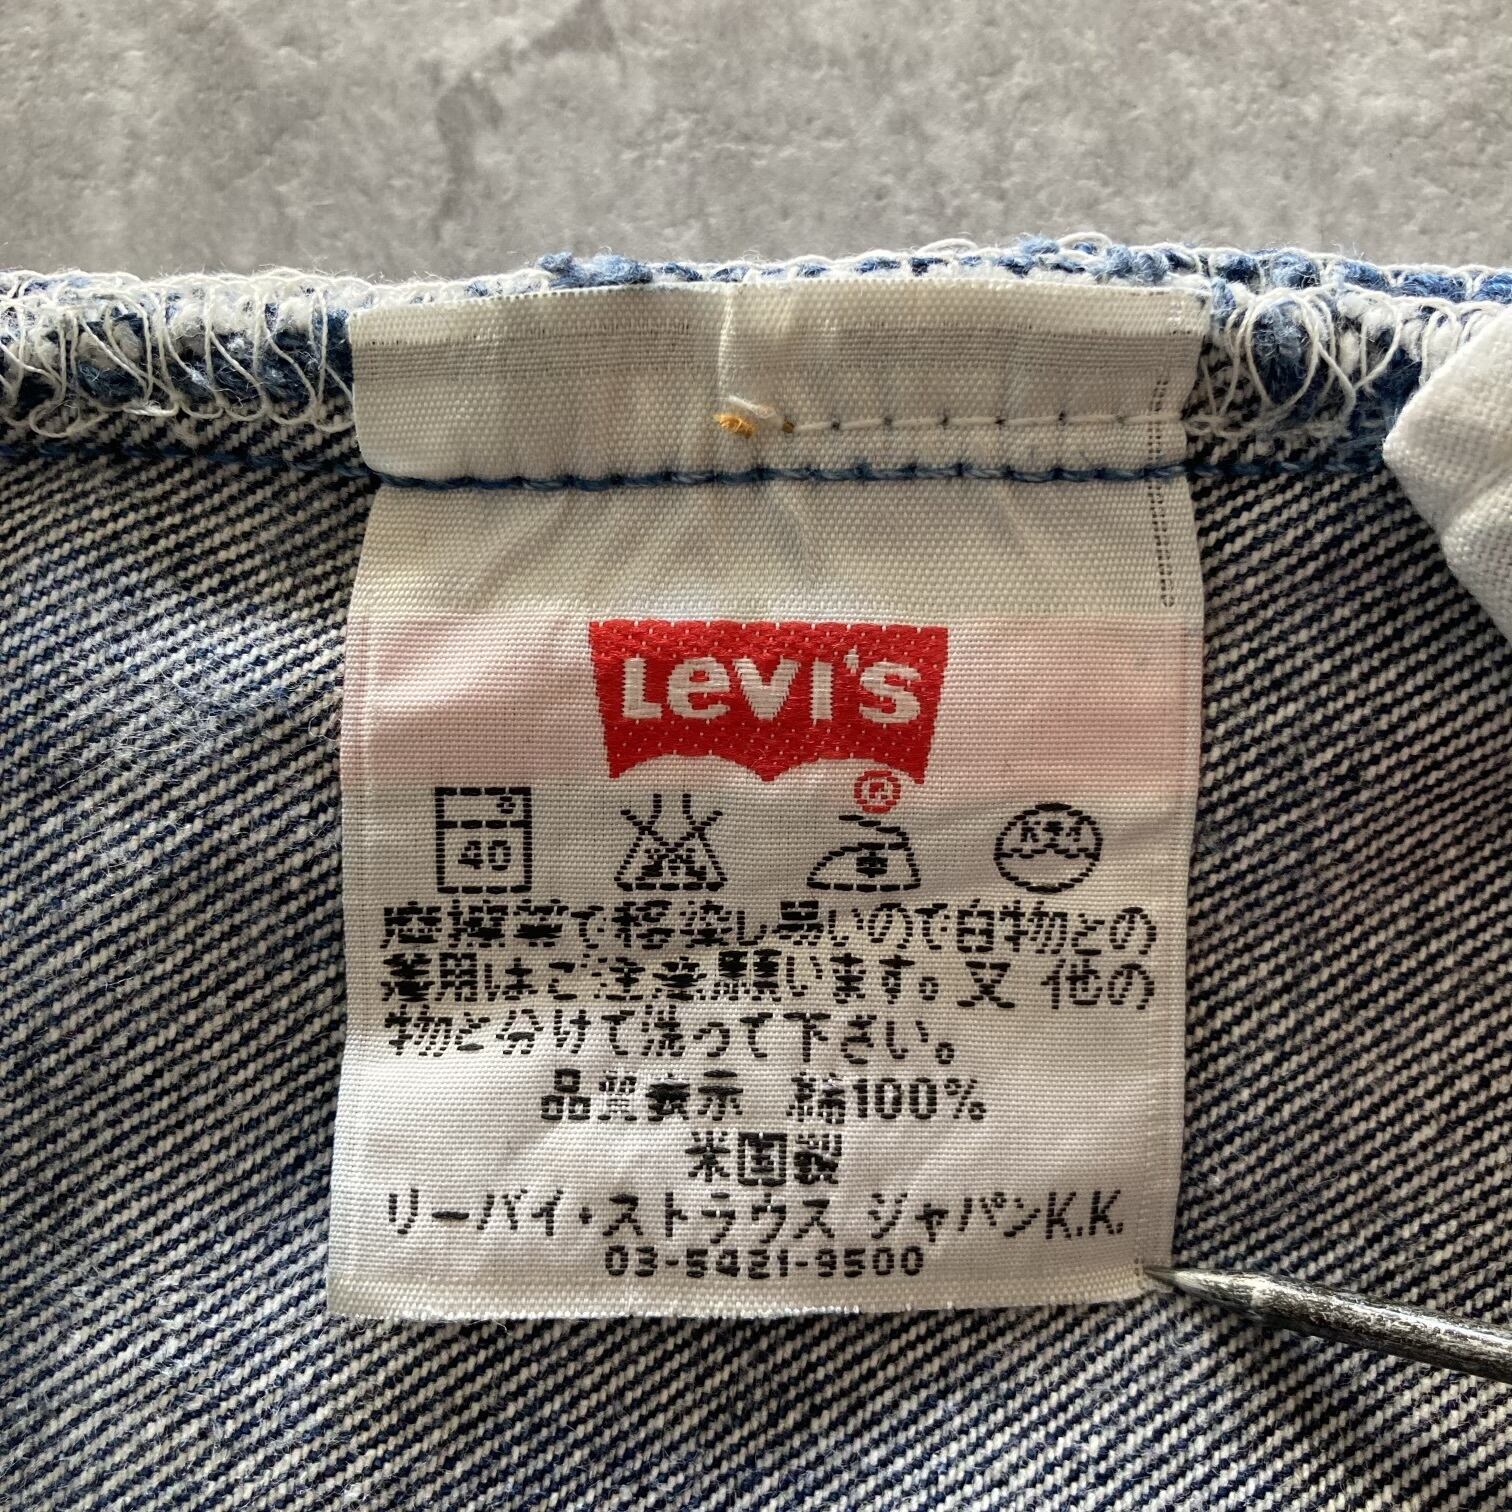 Levi's
®
40
摩擦等で移染し易いので白物との
着用はご注意願います。又 他の
物と分けて洗って下さい。
品質表示 綿100%
米国製
リーバイ・ストラウス ジャパンK.K.
03-5421-9500